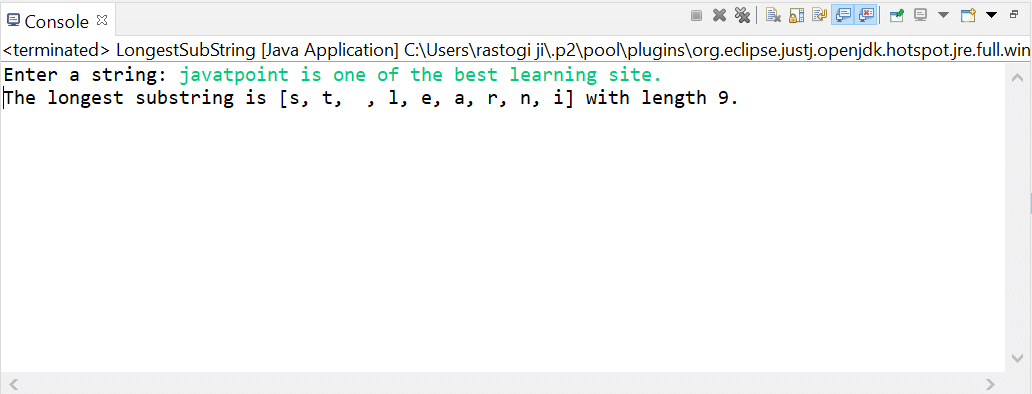 Console
<terminated> LongestSubString [Java Application] C:\Users\rastogi ji\.p2\pool\plugins\org.eclipse.justj.openjdk.hotspot.jre.full.win
Enter a string: javatpoint is one of the best learning site.
The longest substring is [s, t,  , l, e, a, r, n, i] with length 9.